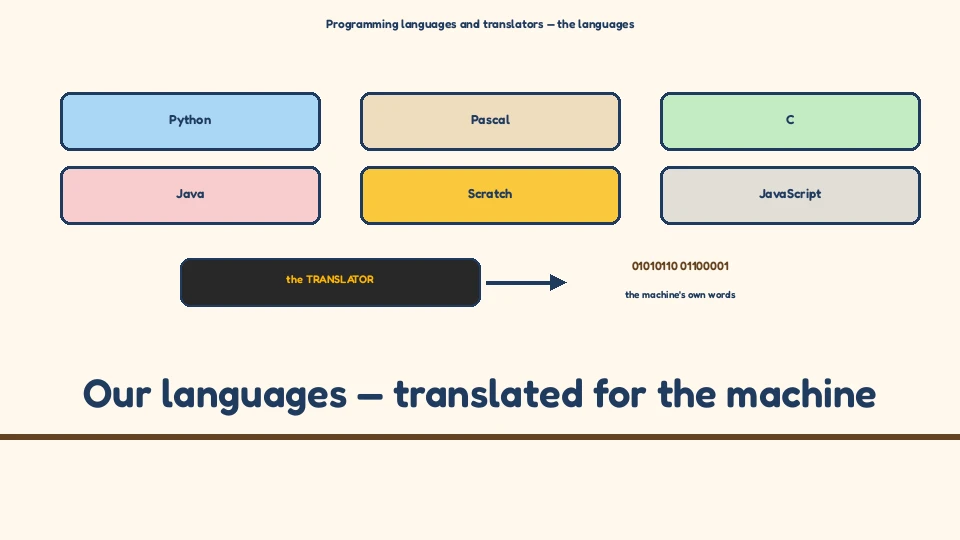 Programming languages and translators — the languages
Python
Pascal
C
Java
Scratch
JavaScript
the TRANSLATOR
01010110 01100001
the machine's own words
Our languages — translated for the machine